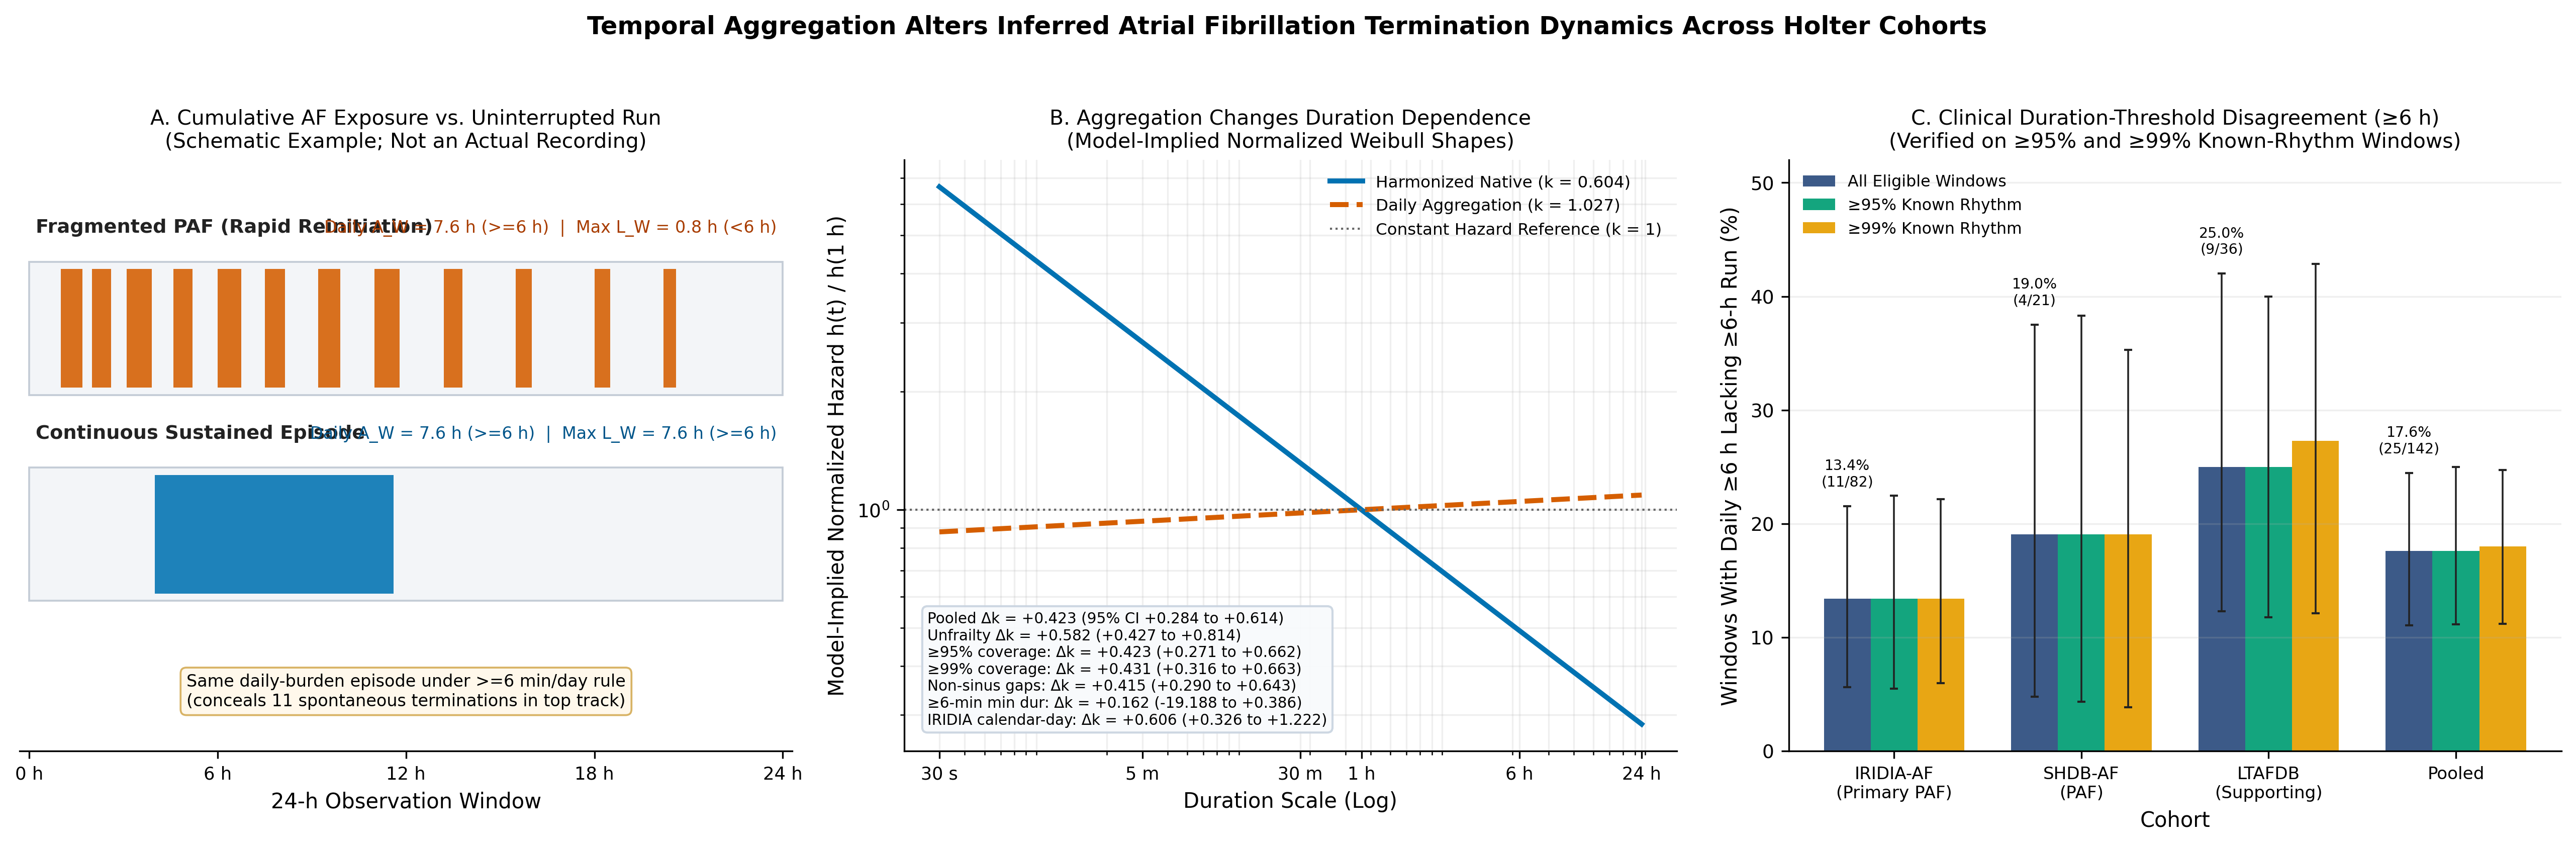 Temporal Aggregation Alters Inferred Atrial Fibrillation Termination Dynamics Across Holter Cohorts
A. Cumulative AF Exposure vs. Uninterrupted Run
(Schematic Example; Not an Actual Recording)
Fragmented PAF (Rapid Reinitiation)
Daily A_W = 7.6 h (>=6 h) | Max L_W = 0.8 h (<6 h)
Continuous Sustained Episode
Daily A_W = 7.6 h (>=6 h) | Max L_W = 7.6 h (>=6 h)
Same daily-burden episode under >=6 min/day rule
(conceals 11 spontaneous terminations in top track)
0 h 6 h 12 h 18 h 24 h
24-h Observation Window
B. Aggregation Changes Duration Dependence
(Model-Implied Normalized Weibull Shapes)
Model-Implied Normalized Hazard h(t) / h(1 h)
10⁰
Harmonized Native (k = 0.604)
Daily Aggregation (k = 1.027)
Constant Hazard Reference (k = 1)
Pooled Δk = +0.423 (95% CI +0.284 to +0.614)
Unfrailty Δk = +0.582 (+0.427 to +0.814)
≥95% coverage: Δk = +0.423 (+0.271 to +0.662)
≥99% coverage: Δk = +0.431 (+0.316 to +0.663)
Non-sinus gaps: Δk = +0.415 (+0.290 to +0.643)
≥6-min min dur: Δk = +0.162 (-19.188 to +0.386)
IRIDIA calendar-day: Δk = +0.606 (+0.326 to +1.222)
30 s 5 m 30 m 1 h 6 h 24 h
Duration Scale (Log)
C. Clinical Duration-Threshold Disagreement (≥6 h)
(Verified on ≥95% and ≥99% Known-Rhythm Windows)
Windows With Daily ≥6 h Lacking ≥6-h Run (%)
50
40
30
20
10
0
All Eligible Windows
≥95% Known Rhythm
≥99% Known Rhythm
13.4%
(11/82)
19.0%
(4/21)
25.0%
(9/36)
17.6%
(25/142)
IRIDIA-AF
(Primary PAF)
SHDB-AF
(PAF)
LTAFDB
(Supporting)
Pooled
Cohort